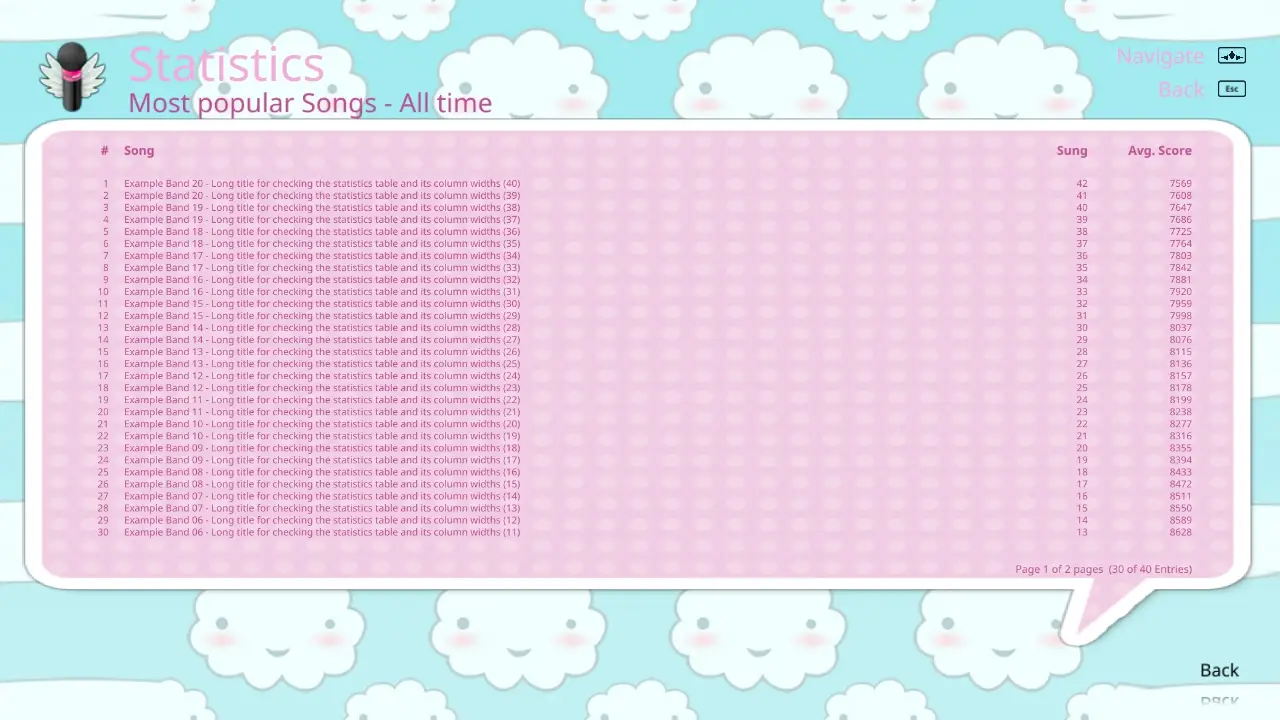 Statistics
Most popular Songs - All time
Navigate
Back Esc
# Song Sung Avg. Score
1 Example Band 20 - Long title for checking the statistics table and its column widths (40) 42 7569
2 Example Band 20 - Long title for checking the statistics table and its column widths (39) 41 7608
3 Example Band 19 - Long title for checking the statistics table and its column widths (38) 40 7647
4 Example Band 19 - Long title for checking the statistics table and its column widths (37) 39 7686
5 Example Band 18 - Long title for checking the statistics table and its column widths (36) 38 7725
6 Example Band 18 - Long title for checking the statistics table and its column widths (35) 37 7764
7 Example Band 17 - Long title for checking the statistics table and its column widths (34) 36 7803
8 Example Band 17 - Long title for checking the statistics table and its column widths (33) 35 7842
9 Example Band 16 - Long title for checking the statistics table and its column widths (32) 34 7881
10 Example Band 16 - Long title for checking the statistics table and its column widths (31) 33 7920
11 Example Band 15 - Long title for checking the statistics table and its column widths (30) 32 7959
12 Example Band 15 - Long title for checking the statistics table and its column widths (29) 31 7998
13 Example Band 14 - Long title for checking the statistics table and its column widths (28) 30 8037
14 Example Band 14 - Long title for checking the statistics table and its column widths (27) 29 8076
15 Example Band 13 - Long title for checking the statistics table and its column widths (26) 28 8115
16 Example Band 13 - Long title for checking the statistics table and its column widths (25) 27 8136
17 Example Band 12 - Long title for checking the statistics table and its column widths (24) 26 8157
18 Example Band 12 - Long title for checking the statistics table and its column widths (23) 25 8178
19 Example Band 11 - Long title for checking the statistics table and its column widths (22) 24 8199
20 Example Band 11 - Long title for checking the statistics table and its column widths (21) 23 8238
21 Example Band 10 - Long title for checking the statistics table and its column widths (20) 22 8277
22 Example Band 10 - Long title for checking the statistics table and its column widths (19) 21 8316
23 Example Band 09 - Long title for checking the statistics table and its column widths (18) 20 8355
24 Example Band 09 - Long title for checking the statistics table and its column widths (17) 19 8394
25 Example Band 08 - Long title for checking the statistics table and its column widths (16) 18 8433
26 Example Band 08 - Long title for checking the statistics table and its column widths (15) 17 8472
27 Example Band 07 - Long title for checking the statistics table and its column widths (14) 16 8511
28 Example Band 07 - Long title for checking the statistics table and its column widths (13) 15 8550
29 Example Band 06 - Long title for checking the statistics table and its column widths (12) 14 8589
30 Example Band 06 - Long title for checking the statistics table and its column widths (11) 13 8628
Page 1 of 2 pages (30 of 40 Entries)
Back